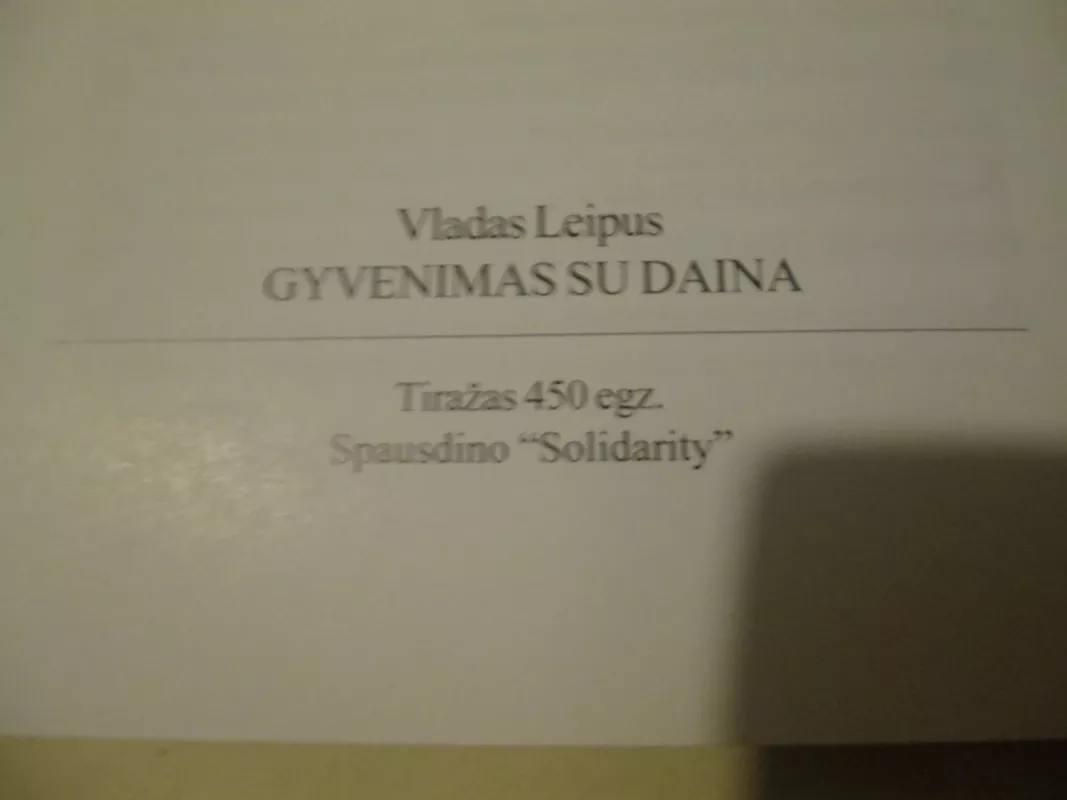 Vladas Leipus
GYVENIMAS SU DAINA
Tiražas 450 egz.
Spausdino “Solidarity”